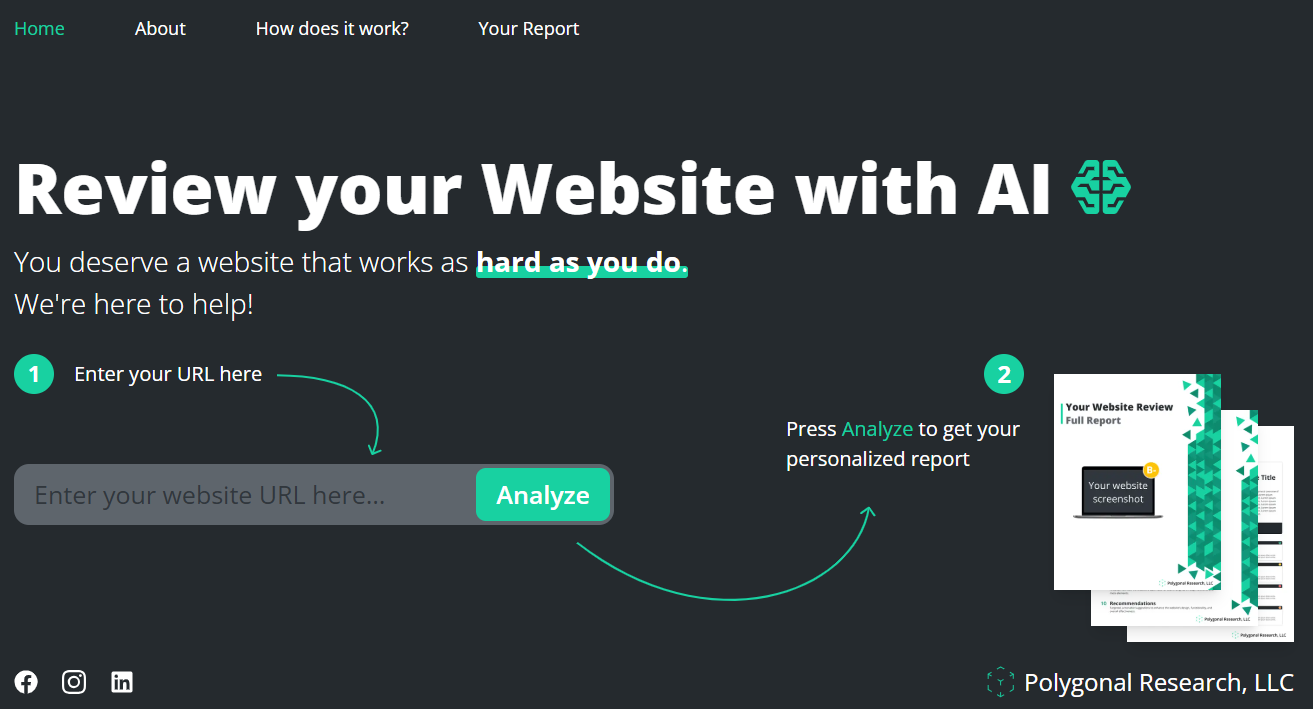 Home About How does it work? Your Report
Review your Website with AI
You deserve a website that works as hard as you do.
We're here to help!
1 Enter your URL here
2
Press Analyze to get your
personalized report
Enter your website URL here...
Analyze
Your Website Review
Full Report
B-
Your website
screenshot
Polygonal Research, LLC
Title
10 Recommendations
Polygonal Research, LLC
Polygonal Research, LLC
Polygonal Research, LLC